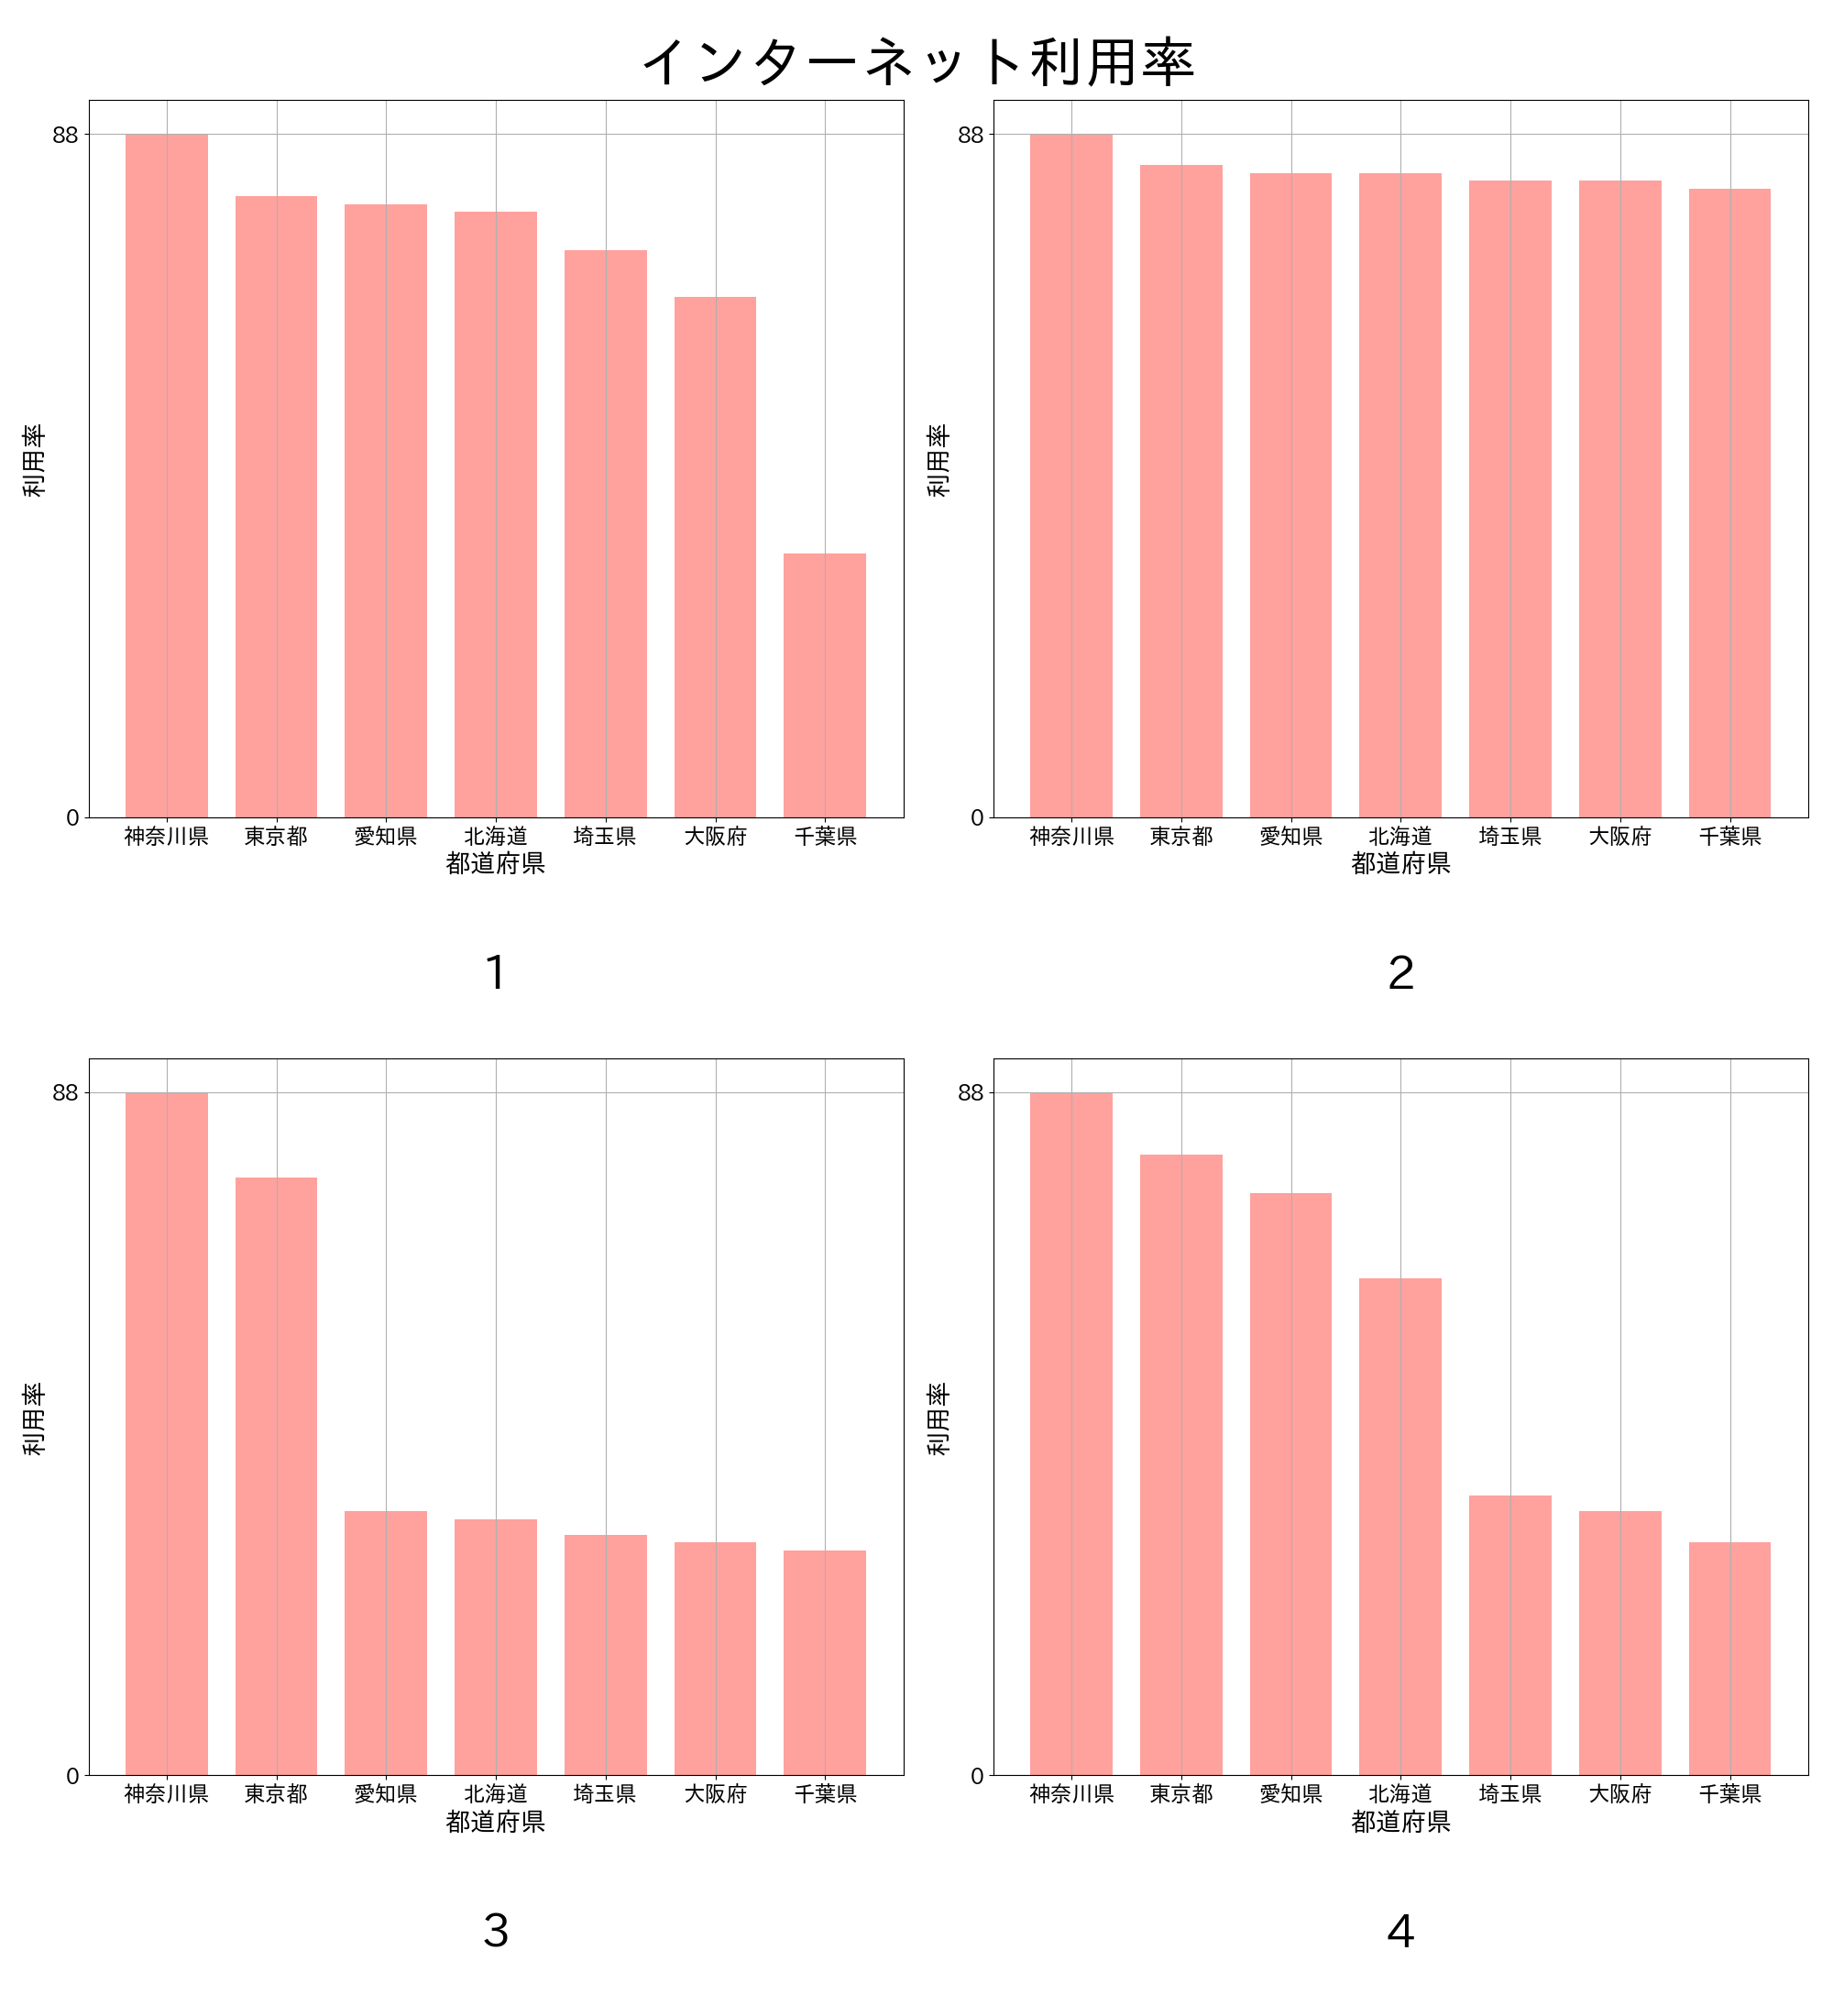 インターネット利用率
88
0
利用率
神奈川県 東京都 愛知県 北海道 埼玉県 大阪府 千葉県
都道府県
1
88
0
利用率
神奈川県 東京都 愛知県 北海道 埼玉県 大阪府 千葉県
都道府県
2
88
0
利用率
神奈川県 東京都 愛知県 北海道 埼玉県 大阪府 千葉県
都道府県
3
88
0
利用率
神奈川県 東京都 愛知県 北海道 埼玉県 大阪府 千葉県
都道府県
4